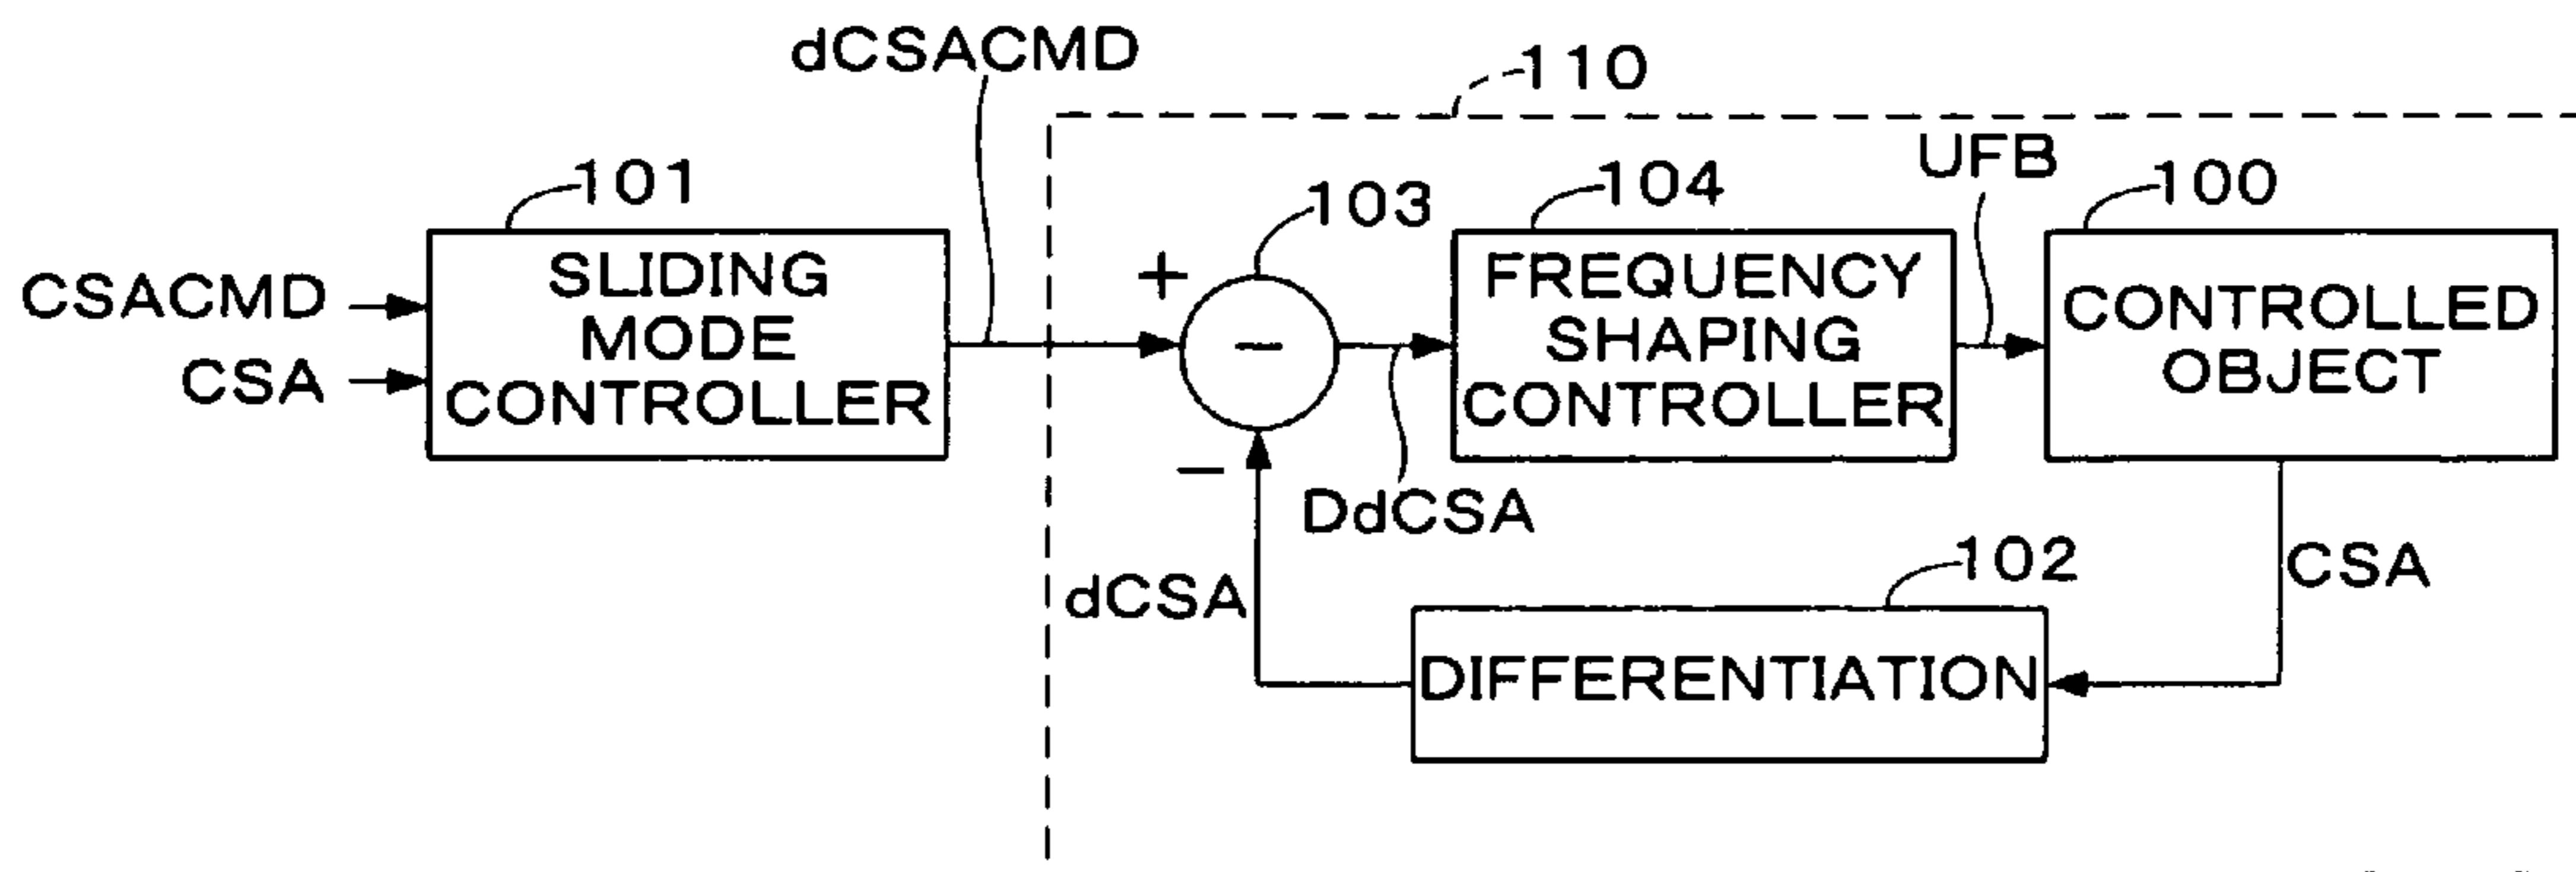 dCSACMD
110
UFB
101
103
104
100
CSACMD
CSA
SLIDING
MODE
CONTROLLER
+
−
FREQUENCY
SHAPING
CONTROLLER
CONTROLLED
OBJECT
−
DdCSA
dCSA
102
CSA
DIFFERENTIATION